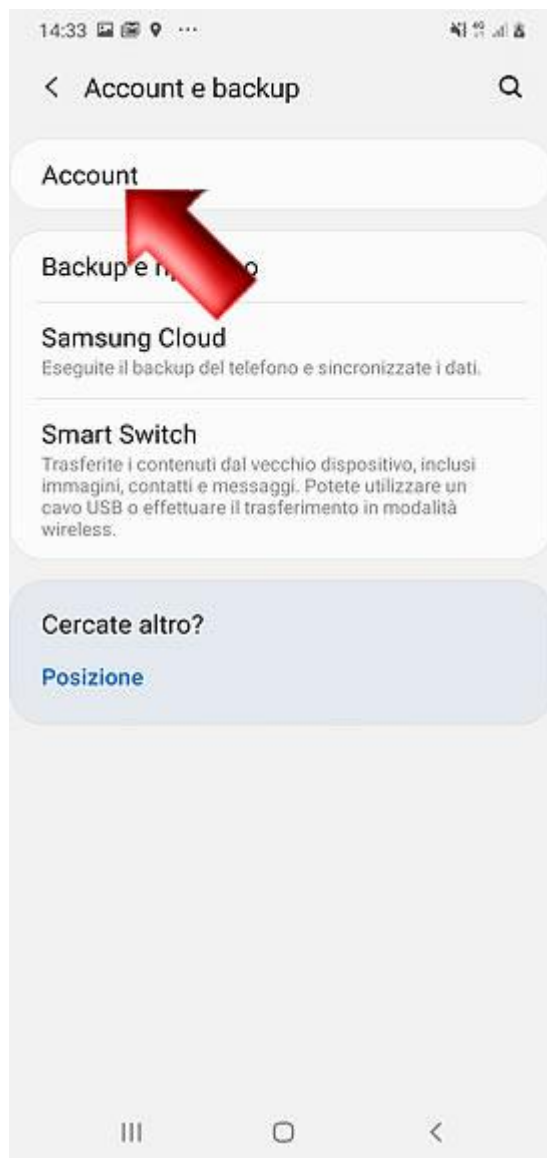 14:33
Account e backup
Account
Backup e
Samsung Cloud
Eseguite il backup del telefono e sincronizzate i dati.
Smart Switch
Trasferite i contenuti dal vecchio dispositivo, inclusi
immagini, contatti e messaggi. Potete utilizzare un
cavo USB o effettuare il trasferimento in modalità
wireless.
Cercate altro?
Posizione